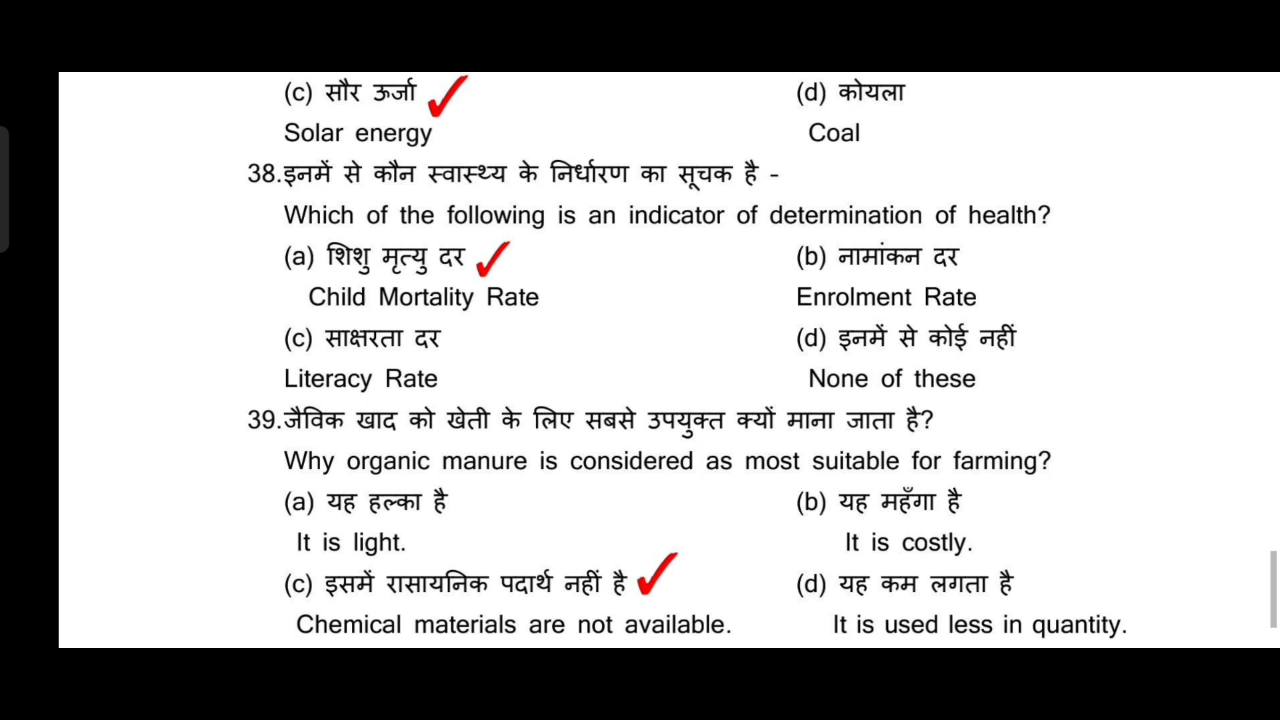 (c) सौर ऊर्जा (d) कोयला
Solar energy Coal
38.इनमें से कौन स्वास्थ्य के निर्धारण का सूचक है -
Which of the following is an indicator of determination of health?
(a) शिशु मृत्यु दर (b) नामांकन दर
Child Mortality Rate Enrolment Rate
(c) साक्षरता दर (d) इनमें से कोई नहीं
Literacy Rate None of these
39.जैविक खाद को खेती के लिए सबसे उपयुक्त क्यों माना जाता है?
Why organic manure is considered as most suitable for farming?
(a) यह हल्का है (b) यह महँगा है
It is light. It is costly.
(c) इसमें रासायनिक पदार्थ नहीं है (d) यह कम लगता है
Chemical materials are not available. It is used less in quantity.